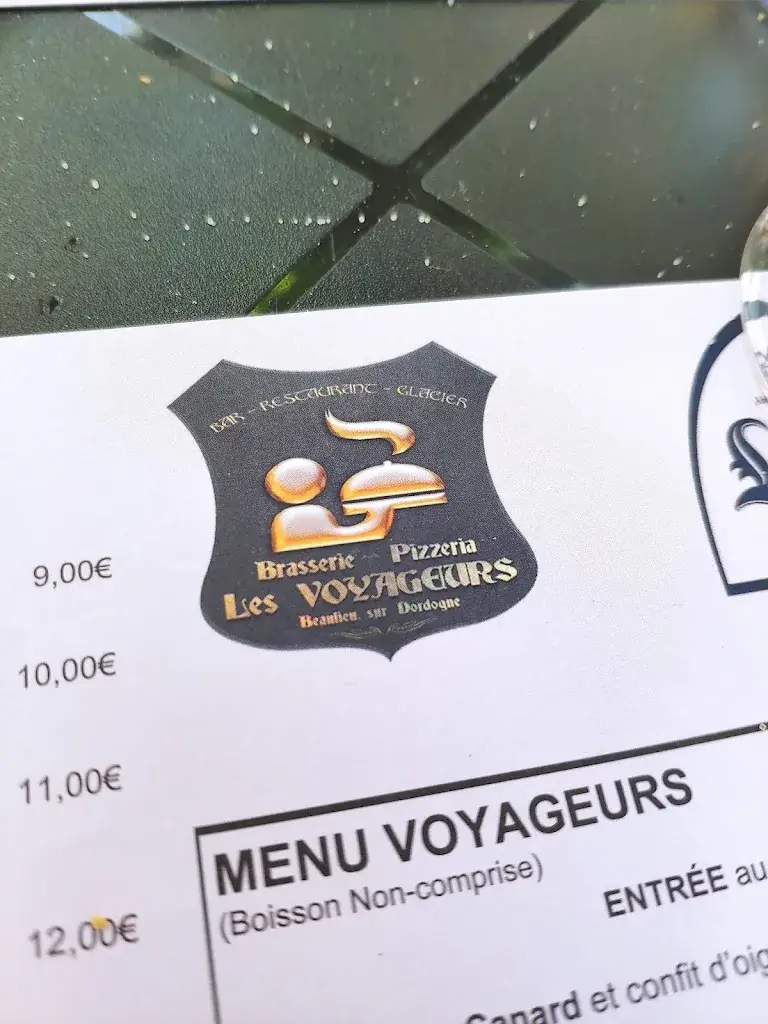 BAR - RESTAURANT - GLACIER
Brasserie Pizzeria
Les VOYAGEURS
Beaulieu sur Dordogne
9,00€
10,00€
11,00€
12,00€
MENU VOYAGEURS
(Boisson Non-comprise)
ENTRÉE au
Canard et confit d'oig